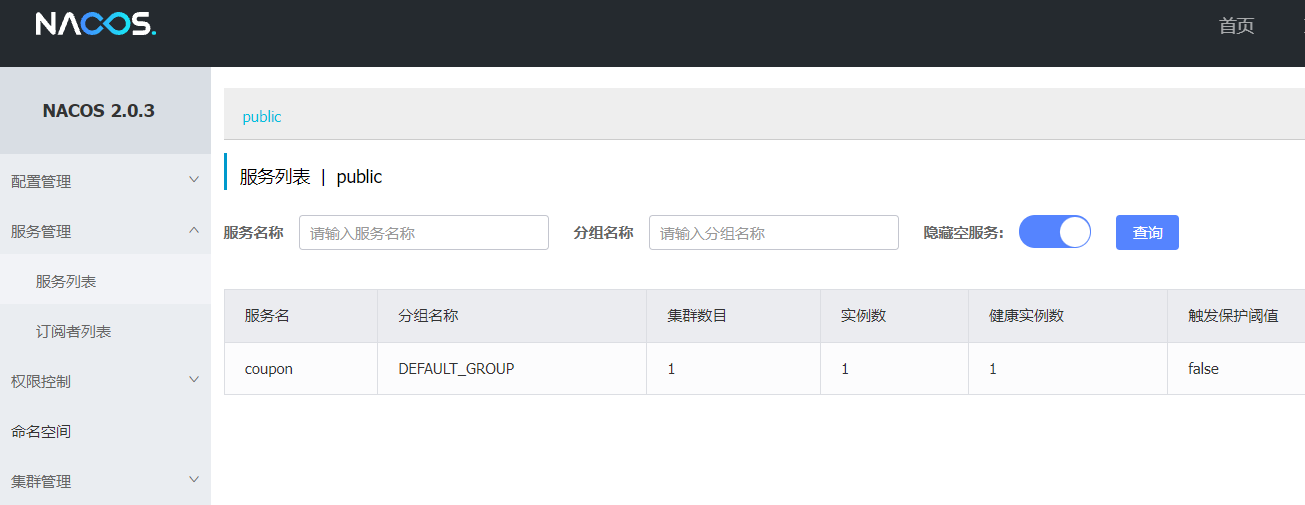 NACOS.
首页
NACOS 2.0.3
配置管理
服务管理
服务列表
订阅者列表
权限控制
命名空间
集群管理
public
服务列表 | public
服务名称 请输入服务名称 分组名称 请输入分组名称 隐藏空服务: 查询
服务名 分组名称 集群数目 实例数 健康实例数 触发保护阈值
coupon DEFAULT_GROUP 1 1 1 false